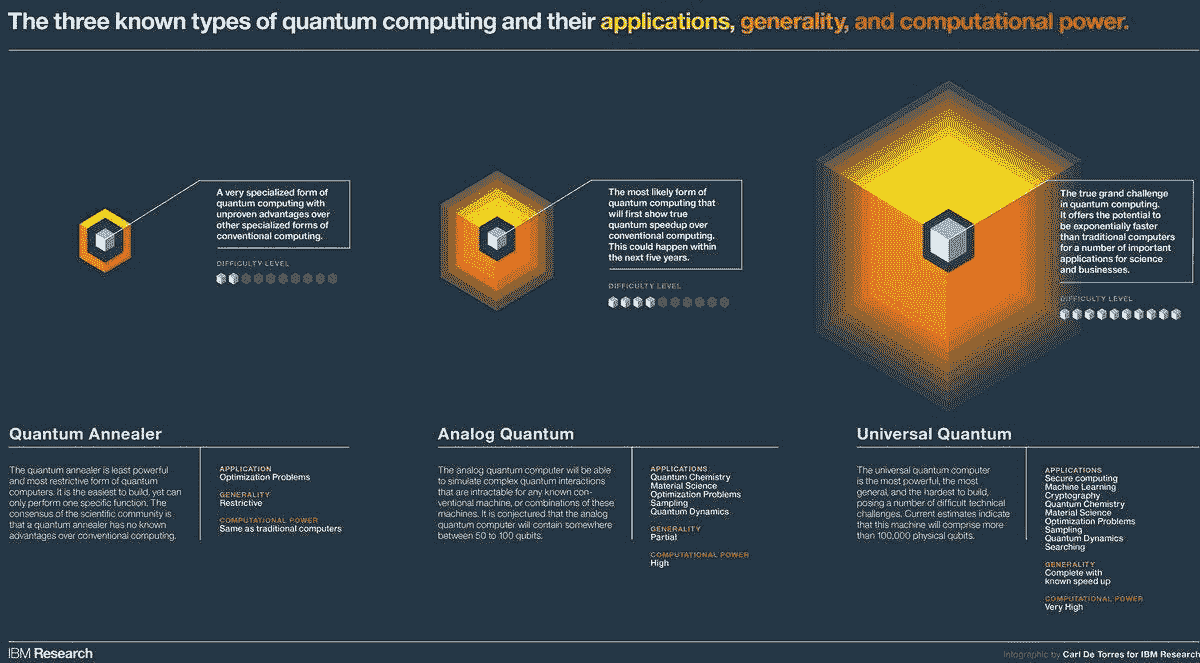 The three known types of quantum computing and their applications, generality, and computational power.
A very specialized form of
quantum computing with
unproven advantages over
other specialized forms of
conventional computing.
DIFFICULTY LEVEL
The most likely form of
quantum computing that
will first show true
quantum speedup over
conventional computing.
This could happen within
the next five years.
DIFFICULTY LEVEL
The true grand challenge
in quantum computing.
It offers the potential to
be exponentially faster
than traditional computers
for a number of important
applications for science
and businesses.
DIFFICULTY LEVEL
Quantum Annealer
The quantum annealer is least powerful
and most restrictive form of quantum
computers. It is the easiest to build, yet can
only perform one specific function. The
consensus of the scientific community is
that a quantum annealer has no known
advantages over conventional computing.
APPLICATION
Optimization Problems
GENERALITY
Restrictive
COMPUTATIONAL POWER
Same as traditional computers
Analog Quantum
The analog quantum computer will be able
to simulate complex quantum interactions
that are intractable for any known con-
ventional machine, or combinations of these
machines. It is conjectured that the analog
quantum computer will contain somewhere
between 50 to 100 qubits.
APPLICATIONS
Quantum Chemistry
Material Science
Optimization Problems
Sampling
Quantum Dynamics
GENERALITY
Partial
COMPUTATIONAL POWER
High
Universal Quantum
The universal quantum computer
is the most powerful, the most
general, and the hardest to build,
posing a number of difficult technical
challenges. Current estimates indicate
that this machine will comprise more
than 100,000 physical qubits.
APPLICATIONS
Secure computing
Machine Learning
Cryptography
Quantum Chemistry
Material Science
Optimization Problems
Sampling
Quantum Dynamics
Searching
GENERALITY
Complete with
known speed up
COMPUTATIONAL POWER
Very High
IBM Research
Infographic by Carl De Torres for IBM Research